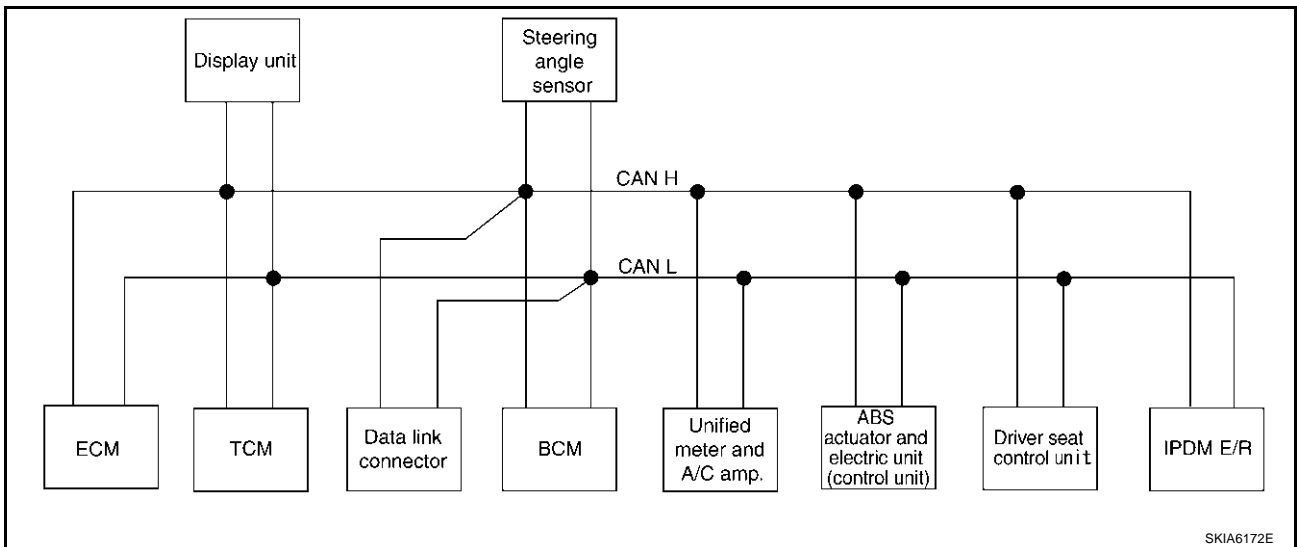 Display unit
Steering
angle
sensor
CAN H
CAN L
ECM
TCM
Data link
connector
BCM
Unified
meter and
A/C amp.
ABS
actuator and
electric unit
(control unit)
Driver seat
control unit
IPDM E/R
SKIA6172E